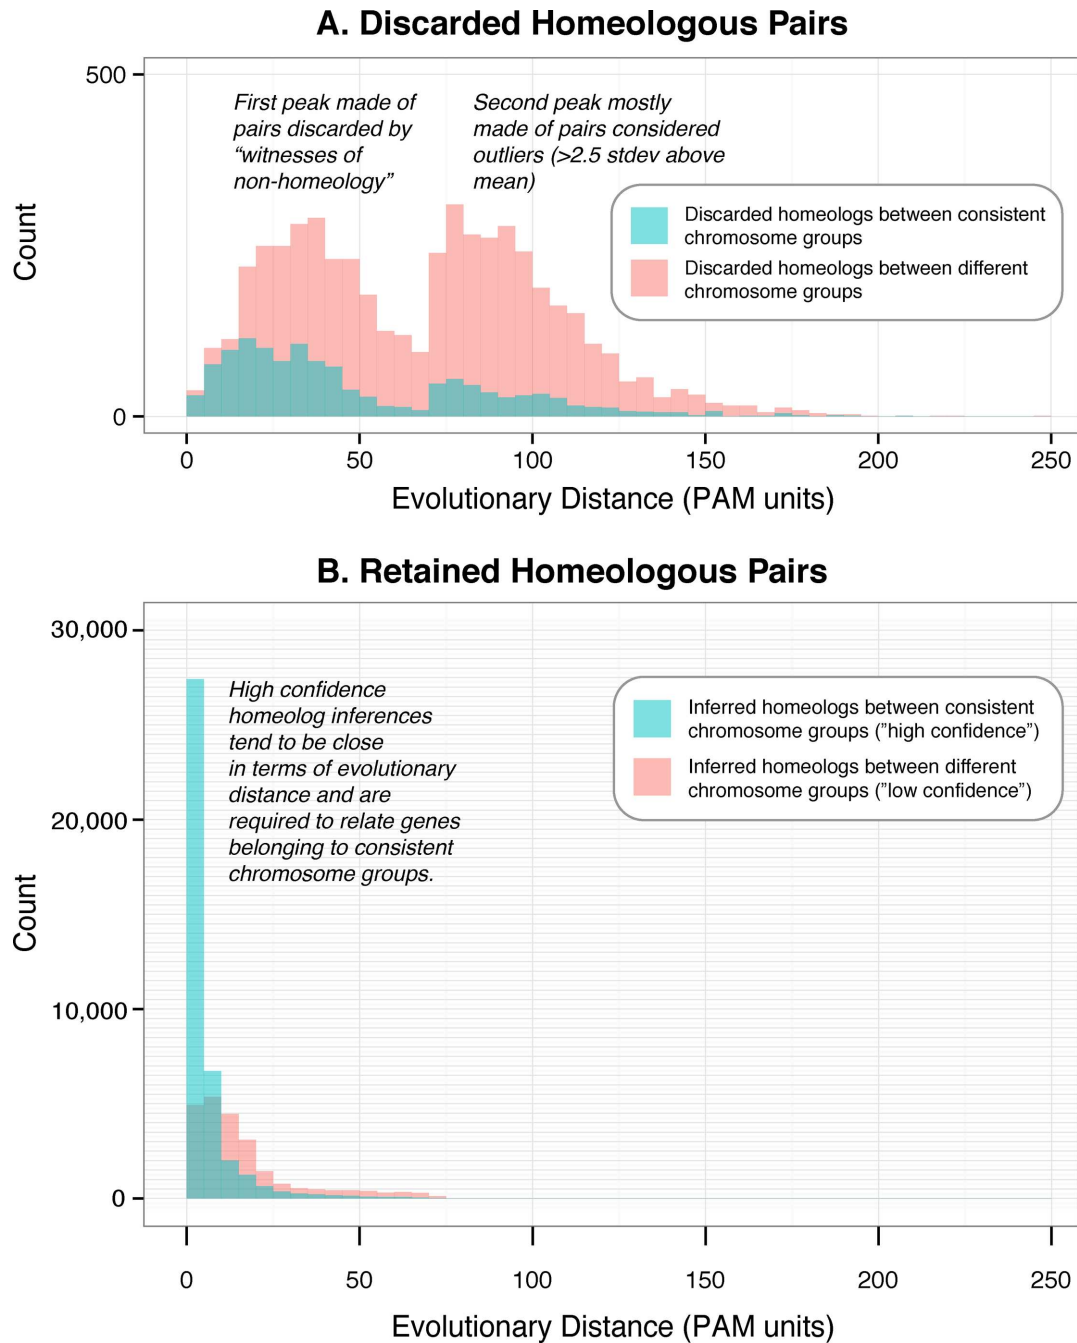 A. Discarded Homeologous Pairs
500
0
Count
First peak made of
pairs discarded by
“witnesses of
non-homeology”
Second peak mostly
made of pairs considered
outliers (>2.5 stdev above
mean)
Discarded homeologs between consistent
chromosome groups
Discarded homeologs between different
chromosome groups
0 50 100 150 200 250
Evolutionary Distance (PAM units)
B. Retained Homeologous Pairs
30,000
20,000
10,000
0
Count
High confidence
homeolog inferences
tend to be close
in terms of evolutionary
distance and are
required to relate genes
belonging to consistent
chromosome groups.
Inferred homeologs between consistent
chromosome groups (”high confidence”)
Inferred homeologs between different
chromosome groups (”low confidence”)
0 50 100 150 200 250
Evolutionary Distance (PAM units)